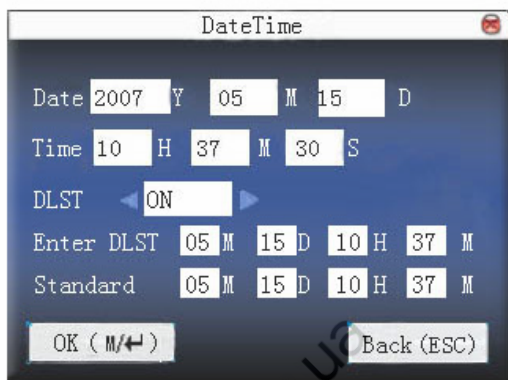 DateTime
Date 2007 Y 05 M 15 D
Time 10 H 37 M 30 S
DLST ON
Enter DLST 05 M 15 D 10 H 37 M
Standard 05 M 15 D 10 H 37 M
OK (M/↵) Back(ESC)